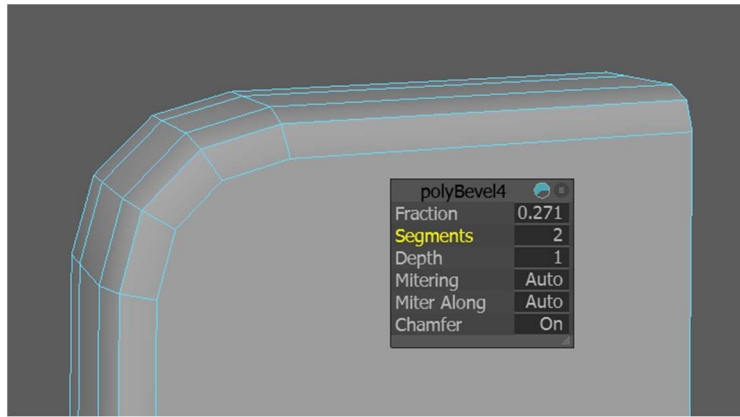 polyBevel4
Fraction 0.271
Segments 2
Depth 1
Mitering Auto
Miter Along Auto
Chamfer On